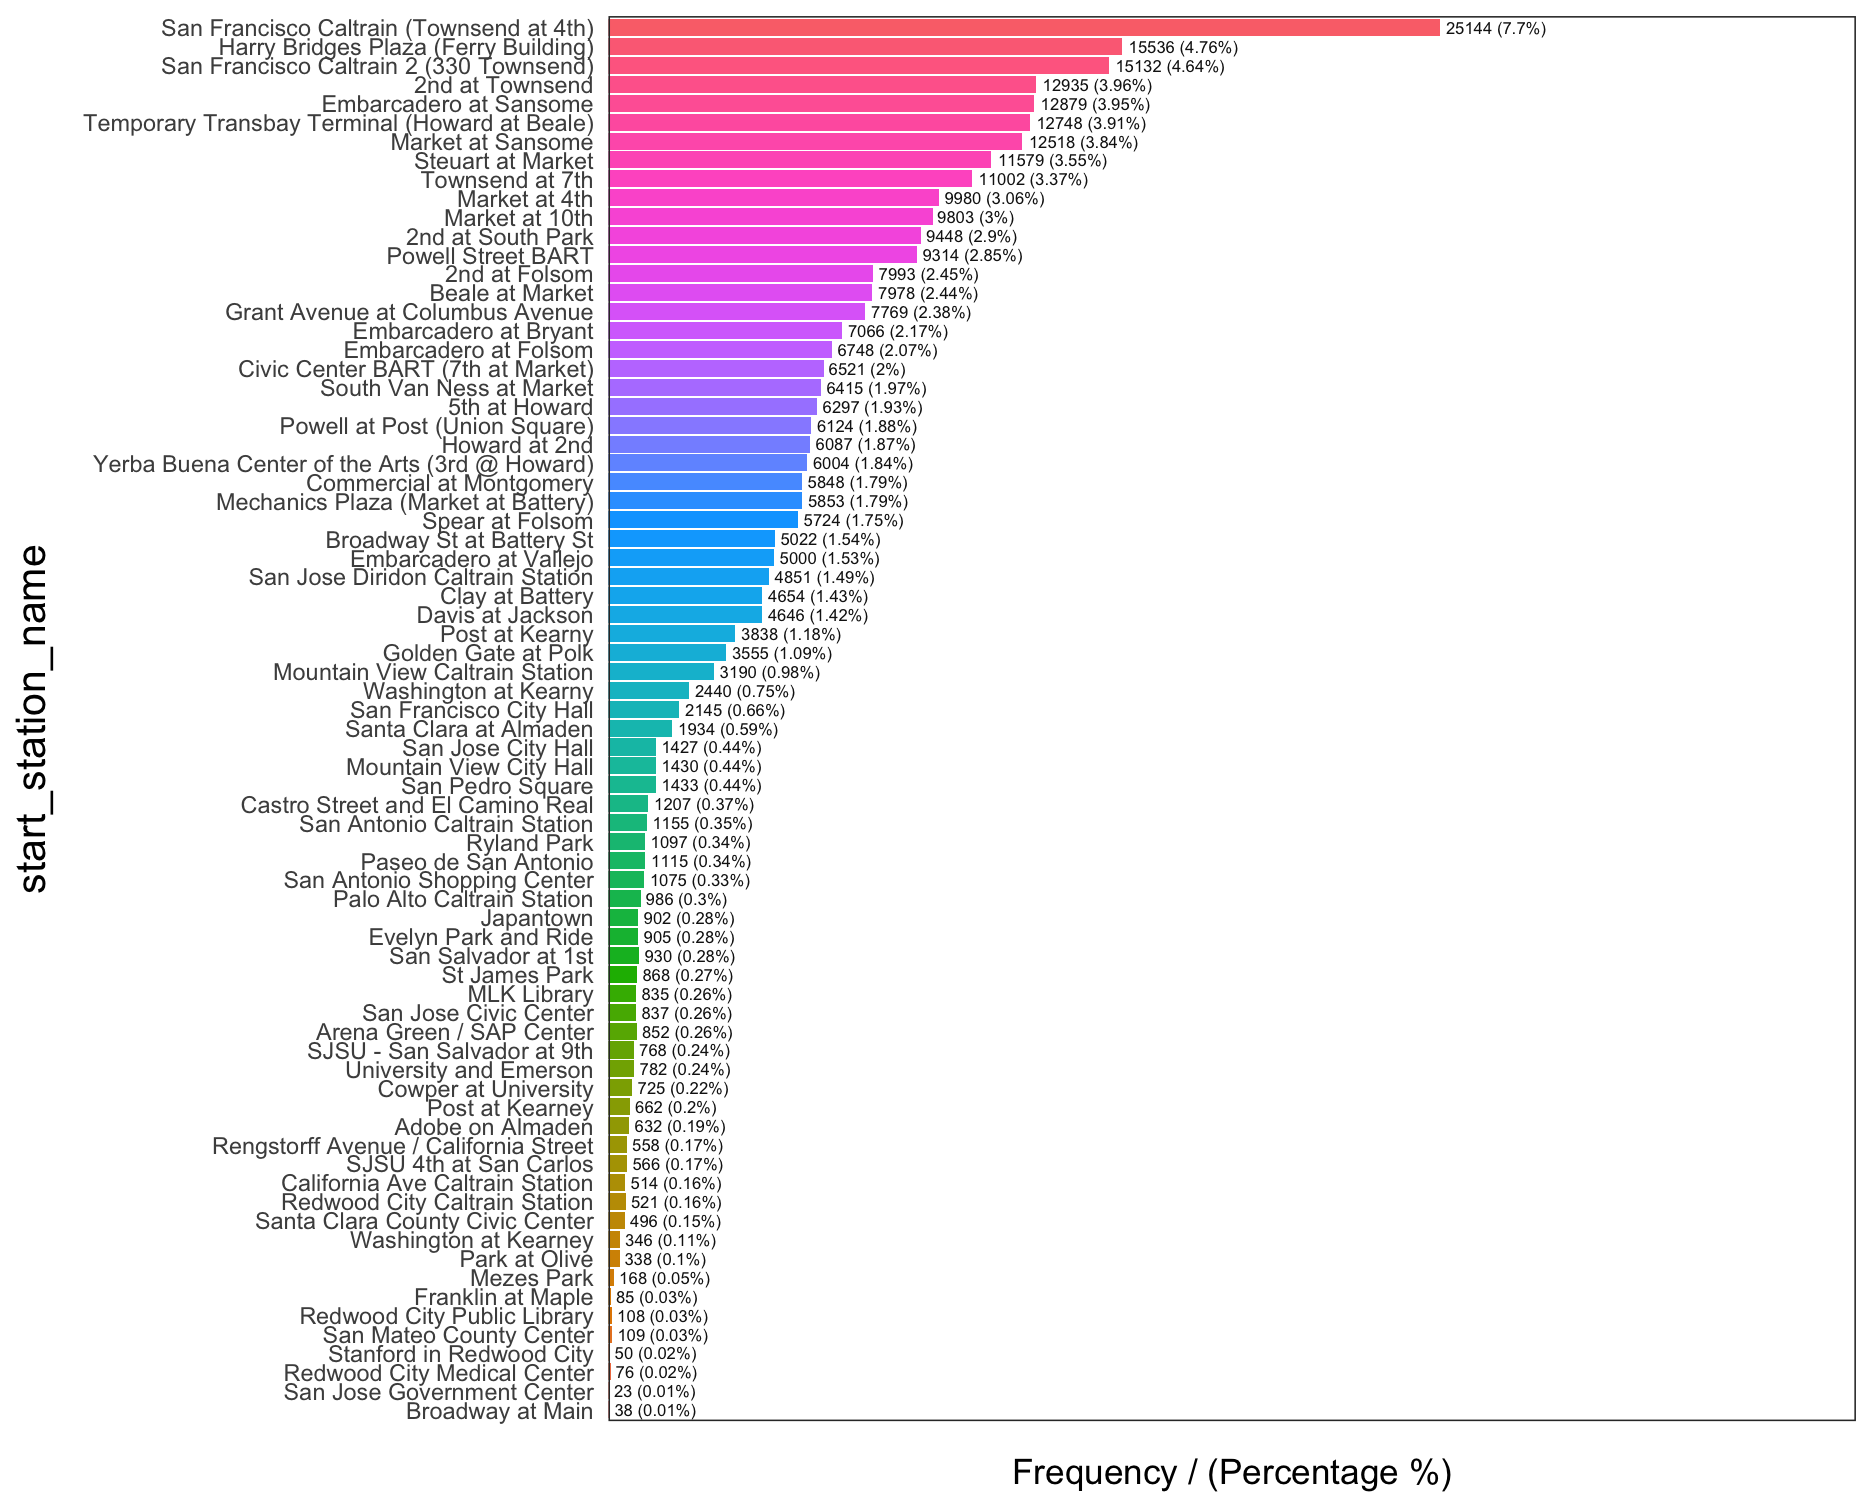 San Francisco Caltrain (Townsend at 4th) 25144 (7.7%)
Harry Bridges Plaza (Ferry Building) 15536 (4.76%)
San Francisco Caltrain 2 (330 Townsend) 15132 (4.64%)
2nd at Townsend 12935 (3.96%)
Embarcadero at Sansome 12879 (3.95%)
Temporary Transbay Terminal (Howard at Beale) 12748 (3.91%)
Market at Sansome 12518 (3.84%)
Steuart at Market 11579 (3.55%)
Townsend at 7th 11002 (3.37%)
Market at 4th 9980 (3.06%)
Market at 10th 9803 (3%)
2nd at South Park 9448 (2.9%)
Powell Street BART 9314 (2.85%)
2nd at Folsom 7993 (2.45%)
Beale at Market 7978 (2.44%)
Grant Avenue at Columbus Avenue 7769 (2.38%)
Embarcadero at Bryant 7066 (2.17%)
Embarcadero at Folsom 6748 (2.07%)
Civic Center BART (7th at Market) 6521 (2%)
South Van Ness at Market 6415 (1.97%)
5th at Howard 6297 (1.93%)
Powell at Post (Union Square) 6124 (1.88%)
Howard at 2nd 6087 (1.87%)
Yerba Buena Center of the Arts (3rd @ Howard) 6004 (1.84%)
Commercial at Montgomery 5848 (1.79%)
Mechanics Plaza (Market at Battery) 5853 (1.79%)
Spear at Folsom 5724 (1.75%)
Broadway St at Battery St 5022 (1.54%)
Embarcadero at Vallejo 5000 (1.53%)
San Jose Diridon Caltrain Station 4851 (1.49%)
Clay at Battery 4654 (1.43%)
Davis at Jackson 4646 (1.42%)
Post at Kearny 3838 (1.18%)
Golden Gate at Polk 3555 (1.09%)
Mountain View Caltrain Station 3190 (0.98%)
Washington at Kearny 2440 (0.75%)
San Francisco City Hall 2145 (0.66%)
Santa Clara at Almaden 1934 (0.59%)
San Jose City Hall 1427 (0.44%)
Mountain View City Hall 1430 (0.44%)
San Pedro Square 1433 (0.44%)
Castro Street and El Camino Real 1207 (0.37%)
San Antonio Caltrain Station 1155 (0.35%)
Ryland Park 1097 (0.34%)
Paseo de San Antonio 1115 (0.34%)
San Antonio Shopping Center 1075 (0.33%)
Palo Alto Caltrain Station 986 (0.3%)
Japantown 902 (0.28%)
Evelyn Park and Ride 905 (0.28%)
San Salvador at 1st 930 (0.28%)
St James Park 868 (0.27%)
MLK Library 835 (0.26%)
San Jose Civic Center 837 (0.26%)
Arena Green / SAP Center 852 (0.26%)
SJSU - San Salvador at 9th 768 (0.24%)
University and Emerson 782 (0.24%)
Cowper at University 725 (0.22%)
Post at Kearney 662 (0.2%)
Adobe on Almaden 632 (0.19%)
Rengstorff Avenue / California Street 558 (0.17%)
SJSU 4th at San Carlos 566 (0.17%)
California Ave Caltrain Station 514 (0.16%)
Redwood City Caltrain Station 521 (0.16%)
Santa Clara County Civic Center 496 (0.15%)
Washington at Kearney 346 (0.11%)
Park at Olive 338 (0.1%)
Mezes Park 168 (0.05%)
Franklin at Maple 85 (0.03%)
Redwood City Public Library 108 (0.03%)
San Mateo County Center 109 (0.03%)
Stanford in Redwood City 50 (0.02%)
Redwood City Medical Center 76 (0.02%)
San Jose Government Center 23 (0.01%)
Broadway at Main 38 (0.01%)
start_station_name
Frequency / (Percentage %)